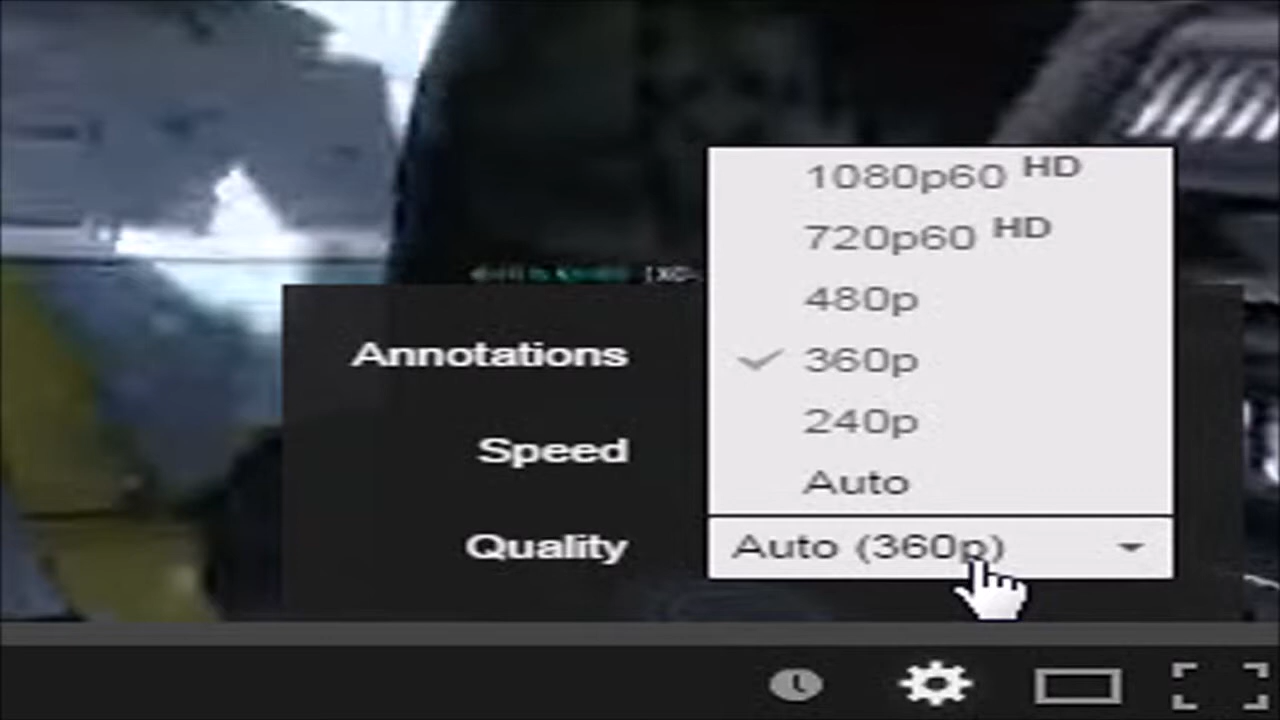 1080p60 HD
720p60 HD
480p
Annotations
360p
240p
Speed
Auto
Quality
Auto (360p)